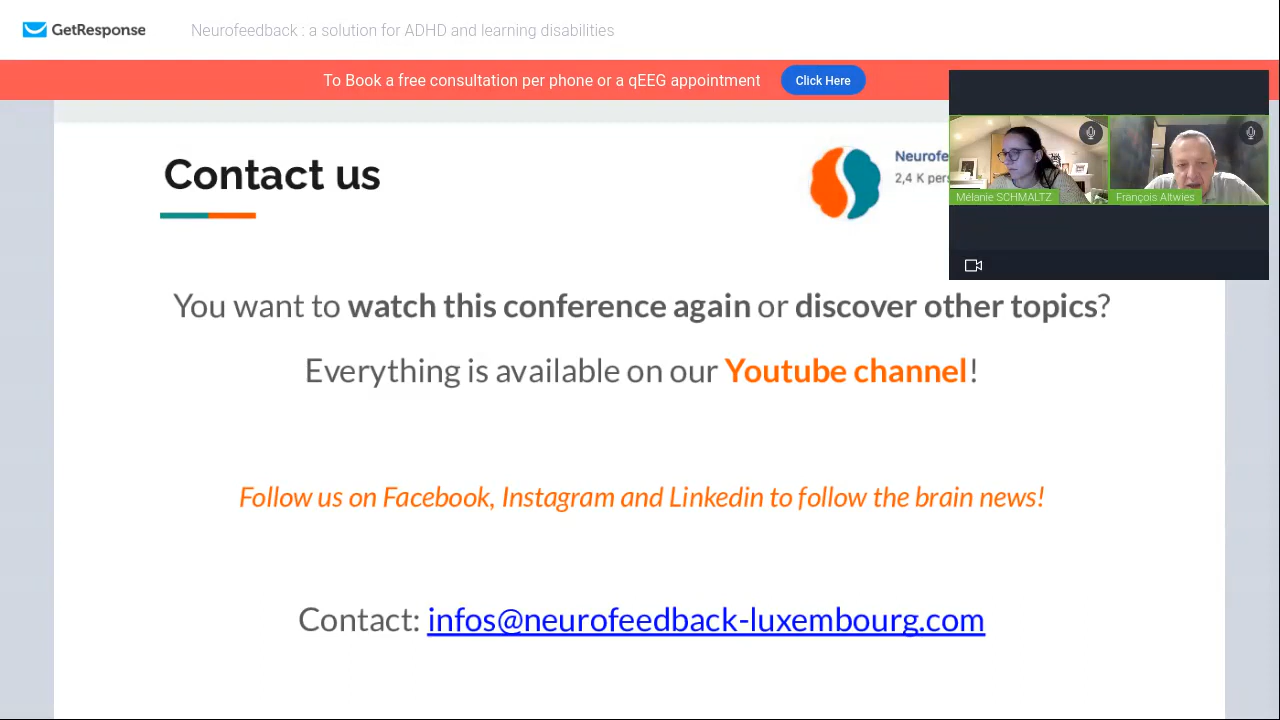 GetResponse
Neurofeedback : a solution for ADHD and learning disabilities
To Book a free consultation per phone or a qEEG appointment
Click Here
Contact us
Neurofe
2,4 K pers
Mélanie SCHMALTZ
François Altwies
You want to watch this conference again or discover other topics?
Everything is available on our Youtube channel!
Follow us on Facebook, Instagram and Linkedin to follow the brain news!
Contact: infos@neurofeedback-luxembourg.com